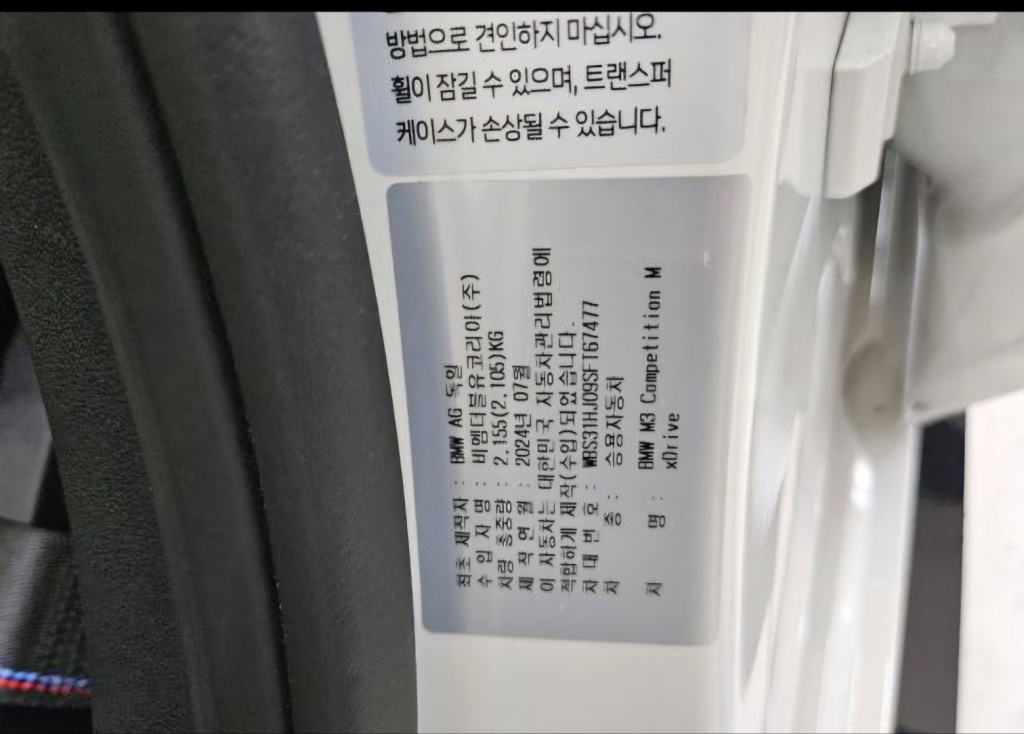 방법으로 견인하지 마십시오.
휠이 잠길 수 있으며, 트랜스퍼
케이스가 손상될 수 있습니다.
최초 제작자 : BMW AG 독일
수 입 자 명 : 비엠더블유코리아(주)
차량 총중량 : 2.155(2.105)KG
제 작 연 월 : 2024년 07월
이 자동차는 대한민국 자동차관리법령에
적합하게 제작(수입)되었습니다.
차 대 번 호 : WBS31HJ09SFT67477
차 종 : 승용자동차
차 명 : BMW M3 Competition M
xDrive